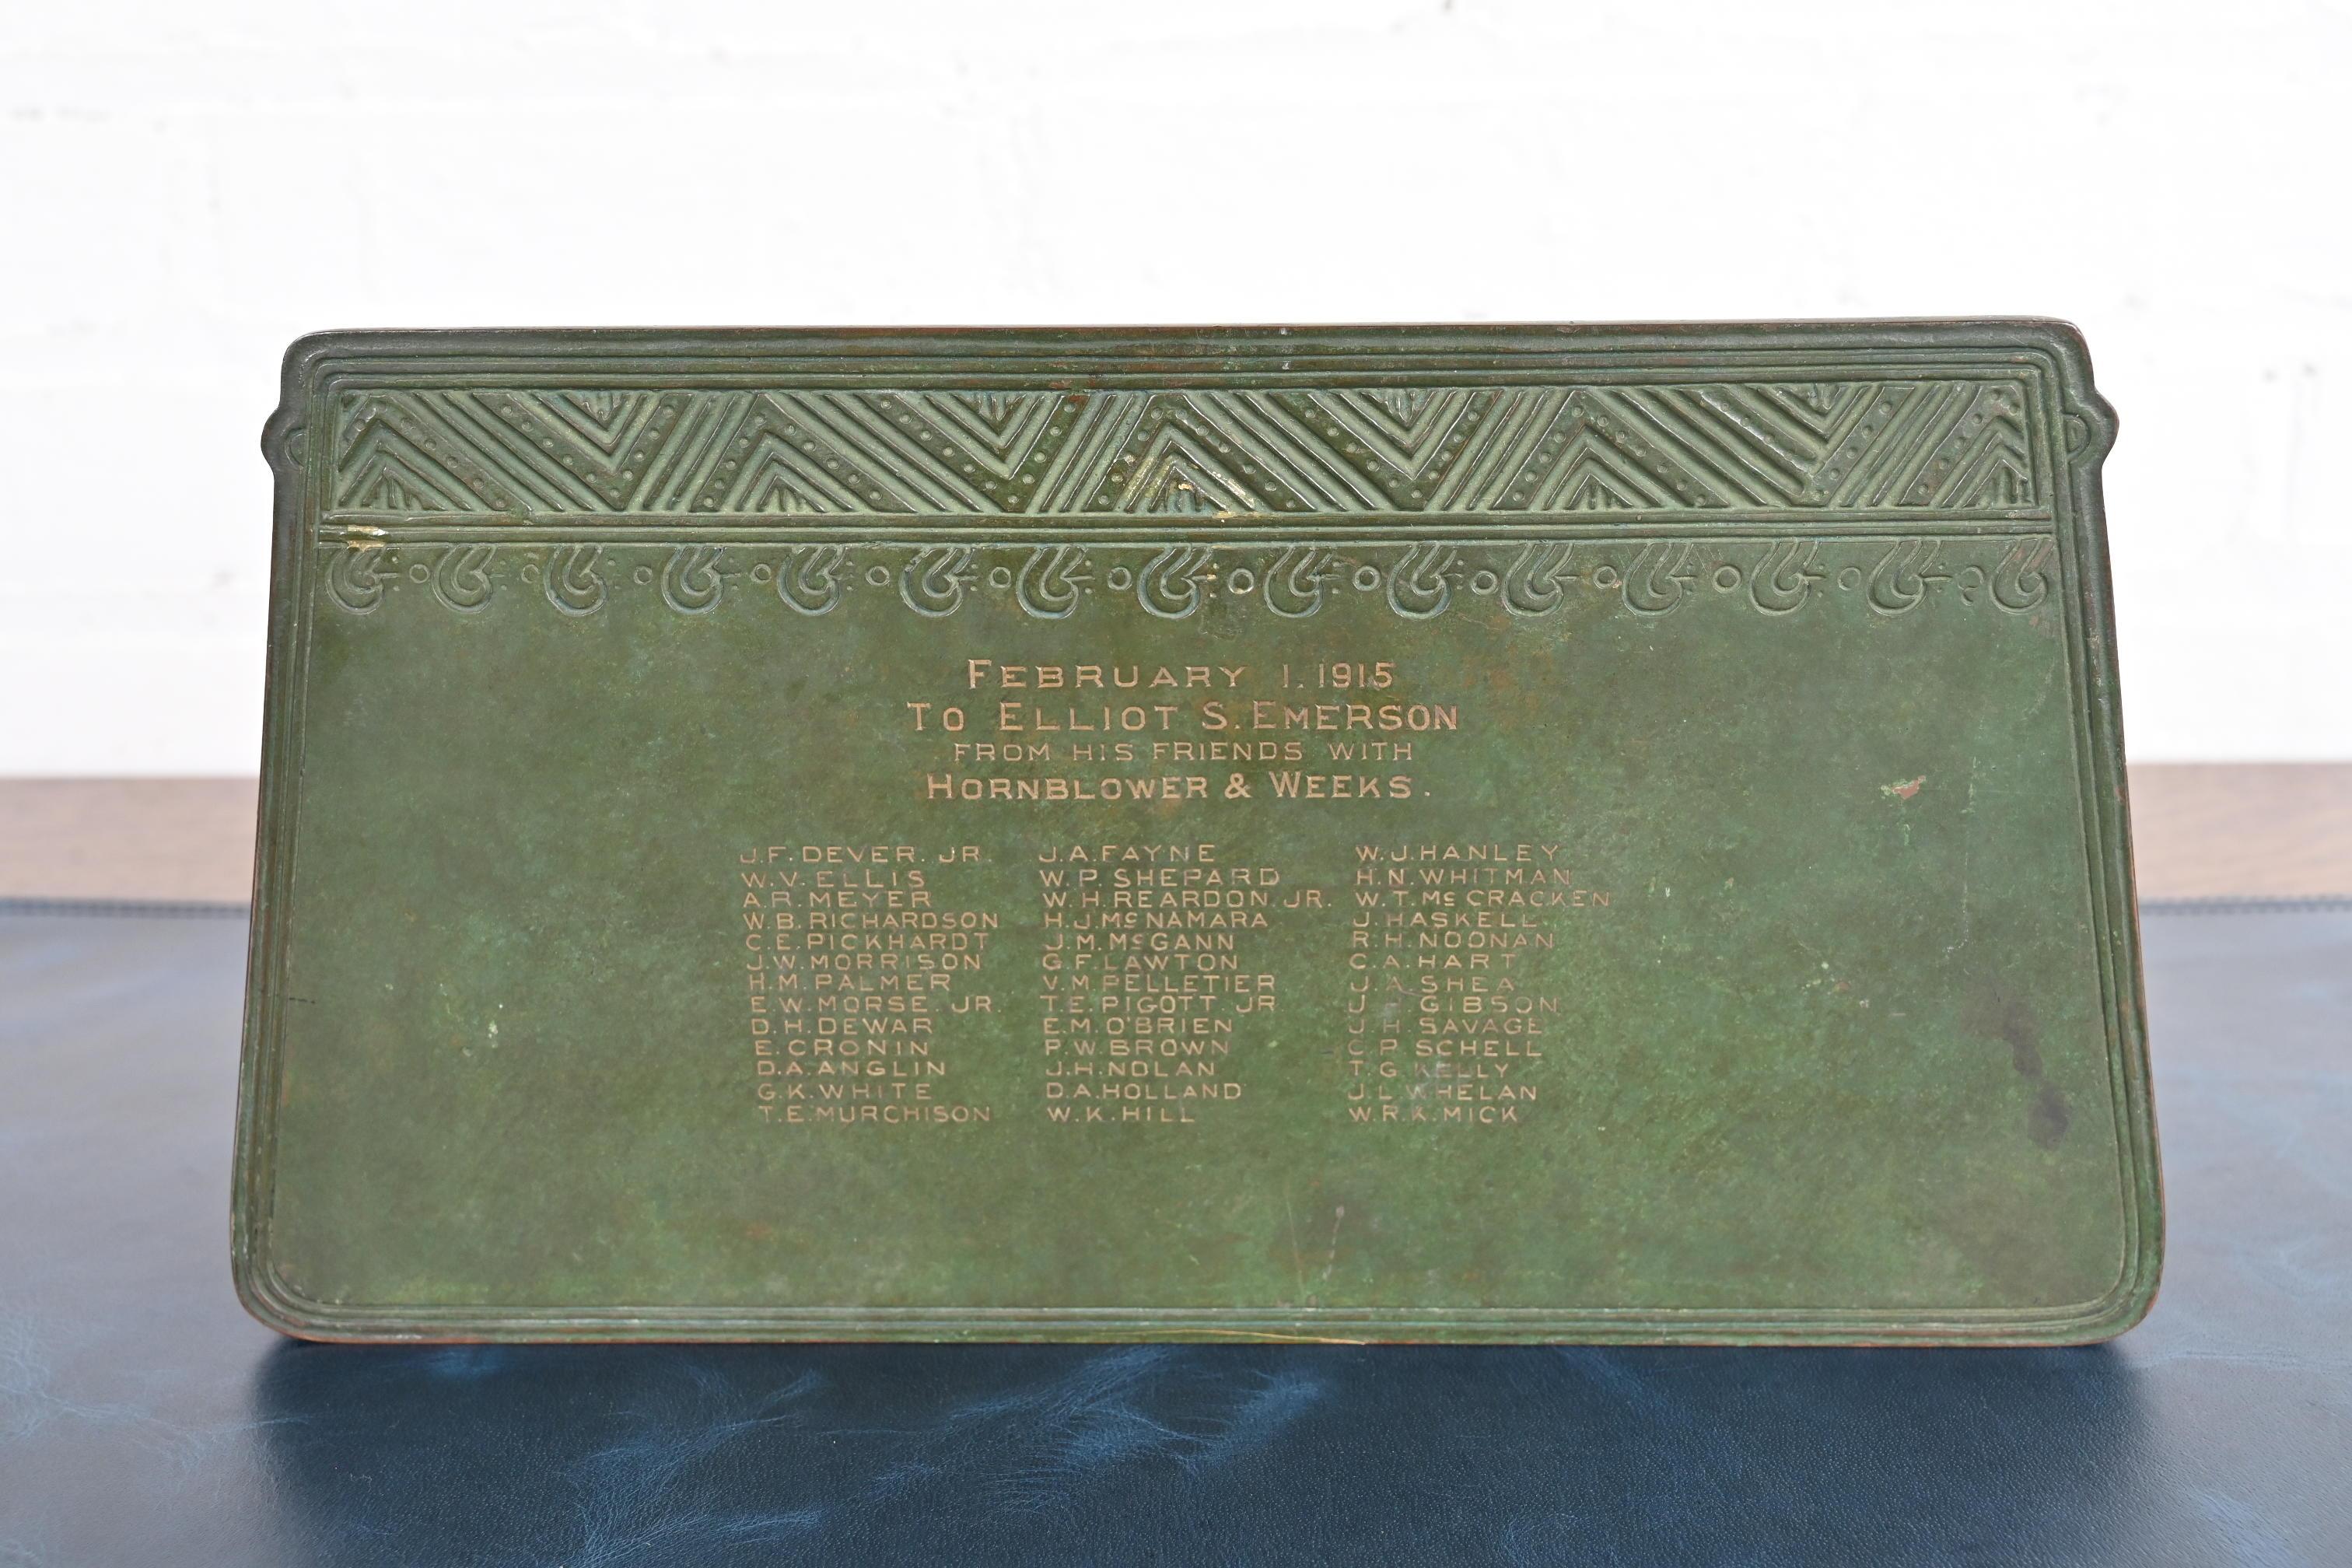 FEBRUARY 1. 1915
TO ELLIOT S. EMERSON
FROM HIS FRIENDS WITH
HORNBLOWER & WEEKS.
J.F. DEVER. JR.
W.V. ELLIS
A.R. MEYER
W.B. RICHARDSON
C.E. PICKHARDT
J.W. MORRISON
H.M. PALMER
E.W. MORSE JR.
D.H. DEWAR
E. CRONIN
D.A. ANGLIN
G.K. WHITE
T.E. MURCHISON
J.A. FAYNE
W.P. SHEPARD
W.H. REARDON, JR.
H.J. McNAMARA
J.M. McGANN
G.F. LAWTON
V.M. PELLETIER
T.E. PIGOTT JR
E.M. O'BRIEN
P.W. BROWN
J.H. NOLAN
D.A. HOLLAND
W.K. HILL
W.J. HANLEY
H.N. WHITMAN
W.T. McCRACKEN
J. HASKELL
R.H. NOONAN
C.A. HART
J.A. SHEA
GIBSON
J.H. SAVAGE
C.P. SCHELL
T.G. KELLY
J.L. WHELAN
W.R.K. MICK